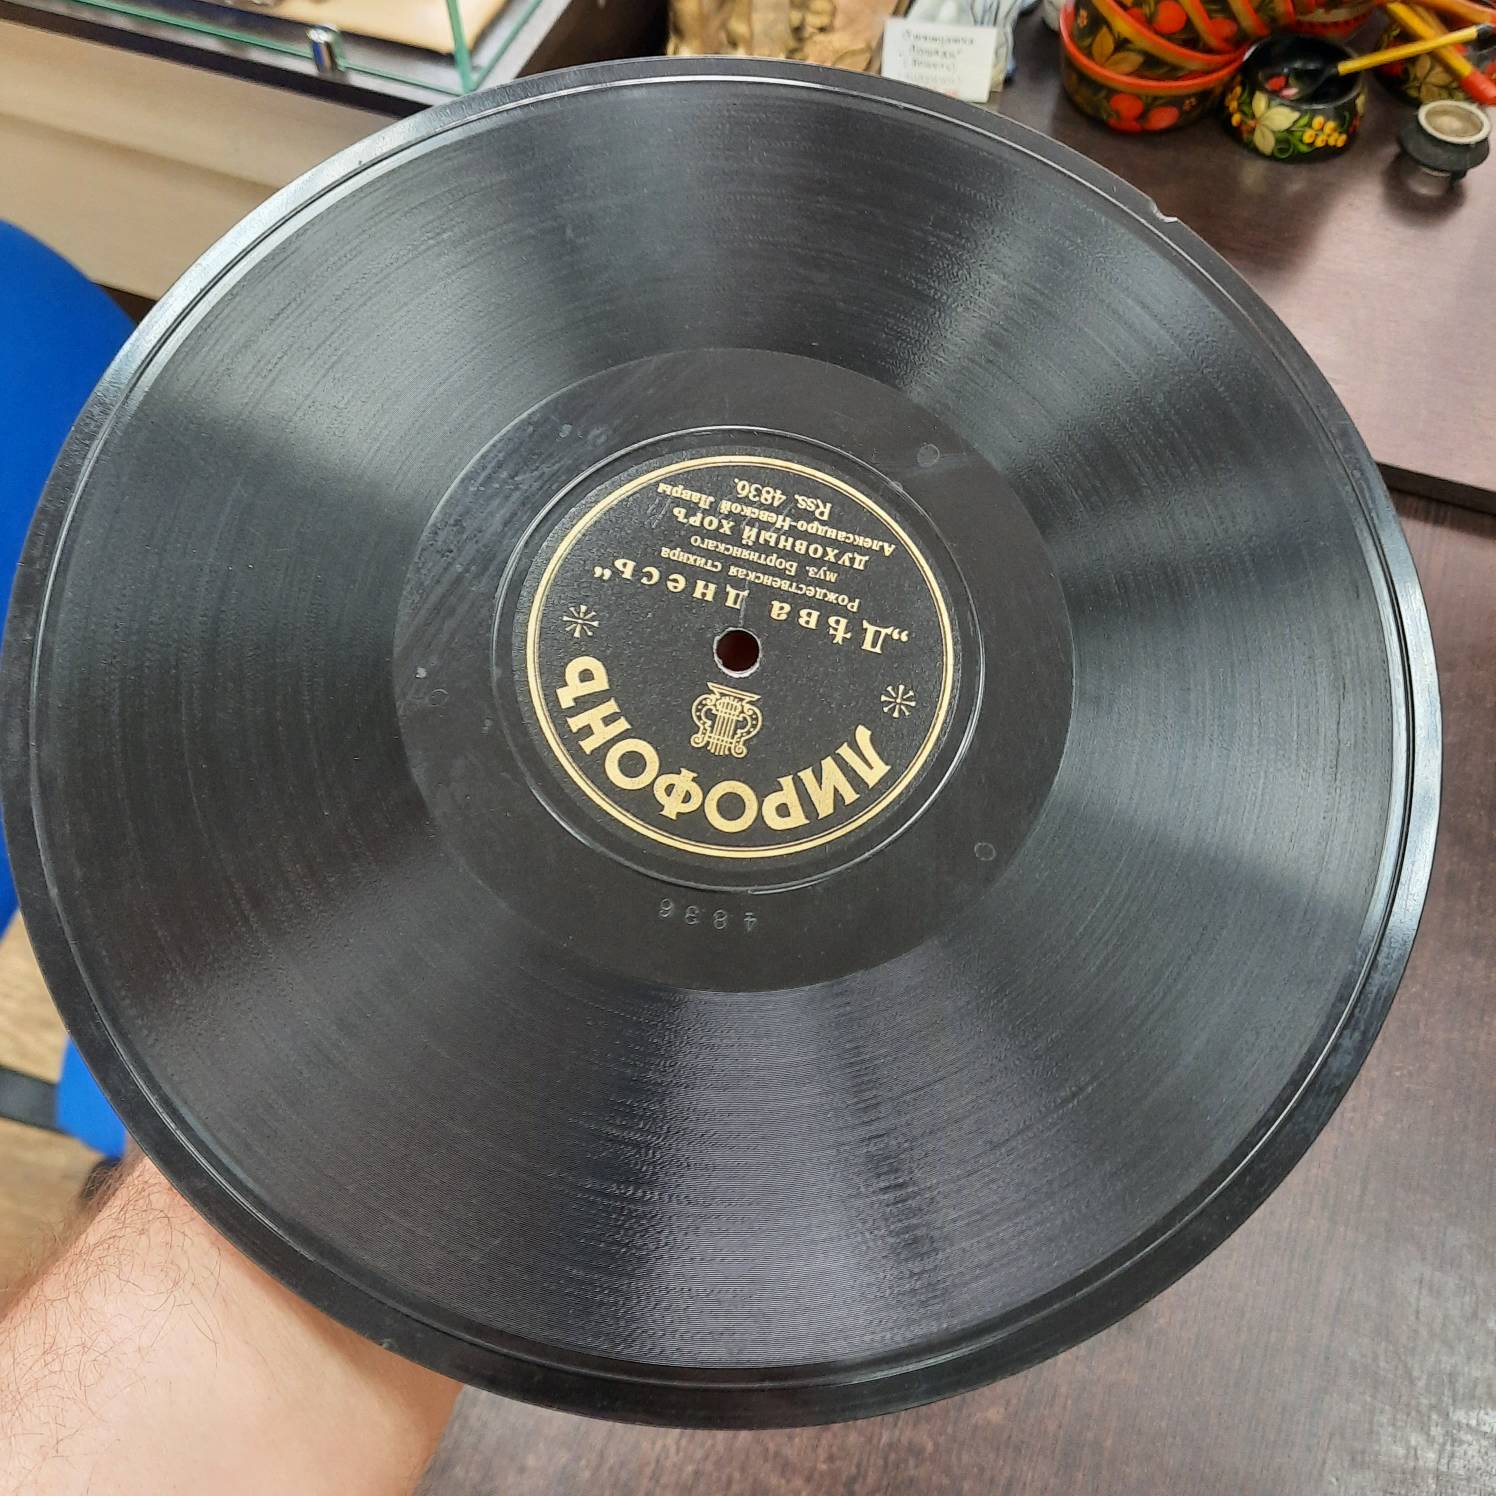 ЛИРОФОНЪ
„Дѣва днесь“
Рождественская стихира
муз. Бортнянскаго
ДУХОВНЫЙ ХОРЪ
Александро-Невской Лавры
Rss. 4836.
4836